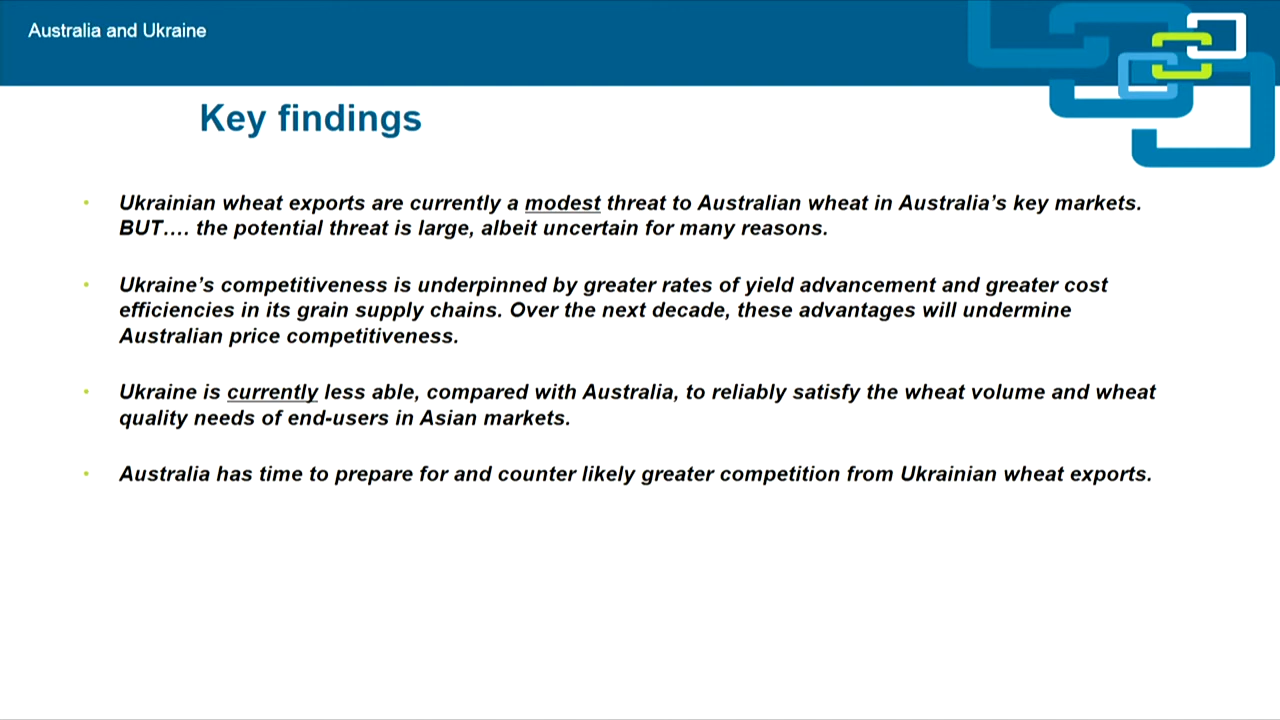 Australia and Ukraine
Key findings
• Ukrainian wheat exports are currently a modest threat to Australian wheat in Australia’s key markets.
BUT…. the potential threat is large, albeit uncertain for many reasons.
• Ukraine’s competitiveness is underpinned by greater rates of yield advancement and greater cost
efficiencies in its grain supply chains. Over the next decade, these advantages will undermine
Australian price competitiveness.
• Ukraine is currently less able, compared with Australia, to reliably satisfy the wheat volume and wheat
quality needs of end-users in Asian markets.
• Australia has time to prepare for and counter likely greater competition from Ukrainian wheat exports.